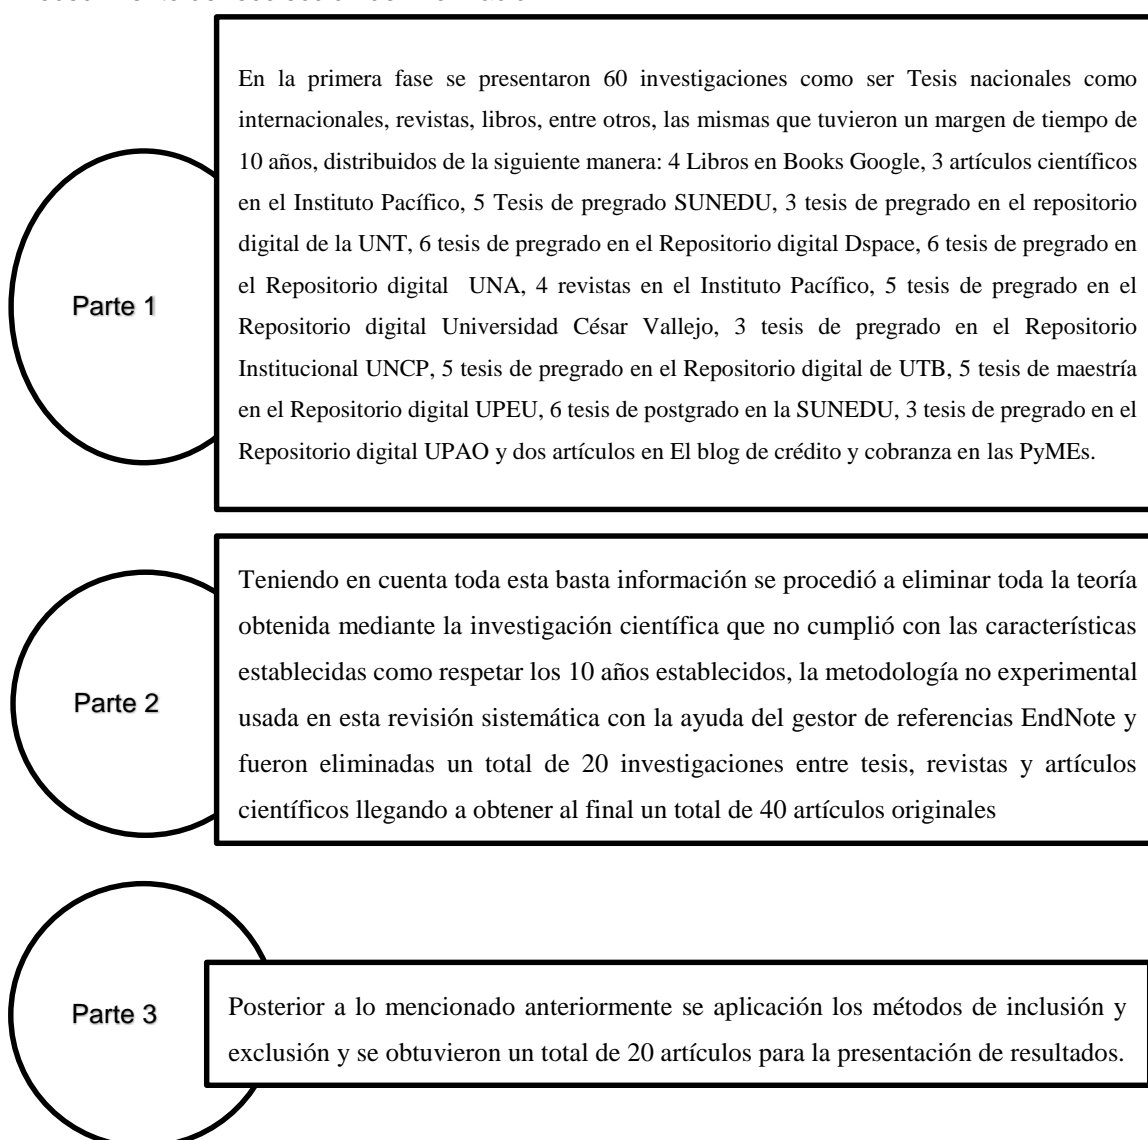 Parte 1
En la primera fase se presentaron 60 investigaciones como ser Tesis nacionales como
internacionales, revistas, libros, entre otros, las mismas que tuvieron un margen de tiempo de
10 años, distribuidos de la siguiente manera: 4 Libros en Books Google, 3 artículos científicos
en el Instituto Pacífico, 5 Tesis de pregrado SUNEDU, 3 tesis de pregrado en el repositorio
digital de la UNT, 6 tesis de pregrado en el Repositorio digital Dspace, 6 tesis de pregrado en
el Repositorio digital UNA, 4 revistas en el Instituto Pacífico, 5 tesis de pregrado en el
Repositorio digital Universidad César Vallejo, 3 tesis de pregrado en el Repositorio
Institucional UNCP, 5 tesis de pregrado en el Repositorio digital de UTB, 5 tesis de maestría
en el Repositorio digital UPEU, 6 tesis de postgrado en la SUNEDU, 3 tesis de pregrado en el
Repositorio digital UPAO y dos artículos en El blog de crédito y cobranza en las PyMEs.
Parte 2
Teniendo en cuenta toda esta basta información se procedió a eliminar toda la teoría
obtenida mediante la investigación científica que no cumplió con las características
establecidas como respetar los 10 años establecidos, la metodología no experimental
usada en esta revisión sistemática con la ayuda del gestor de referencias EndNote y
fueron eliminadas un total de 20 investigaciones entre tesis, revistas y artículos
científicos llegando a obtener al final un total de 40 artículos originales
Parte 3
Posterior a lo mencionado anteriormente se aplicación los métodos de inclusión y
exclusión y se obtuvieron un total de 20 artículos para la presentación de resultados.